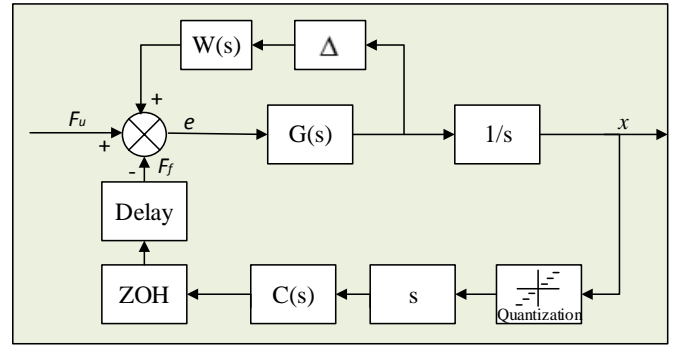 W(s)
Δ
+
Fu
+
e
G(s)
1/s
x
-
Ff
Delay
ZOH
C(s)
s
Quantization